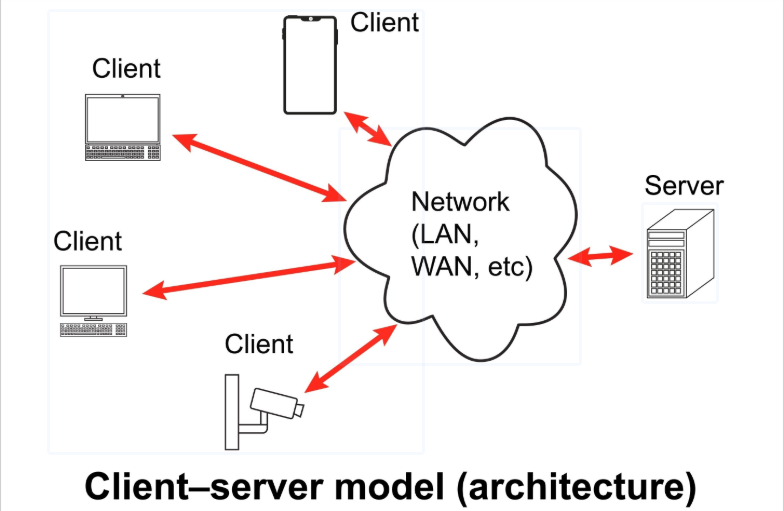 Client
Client
Client
Client
Network
(LAN,
WAN, etc)
Server
Client–server model (architecture)